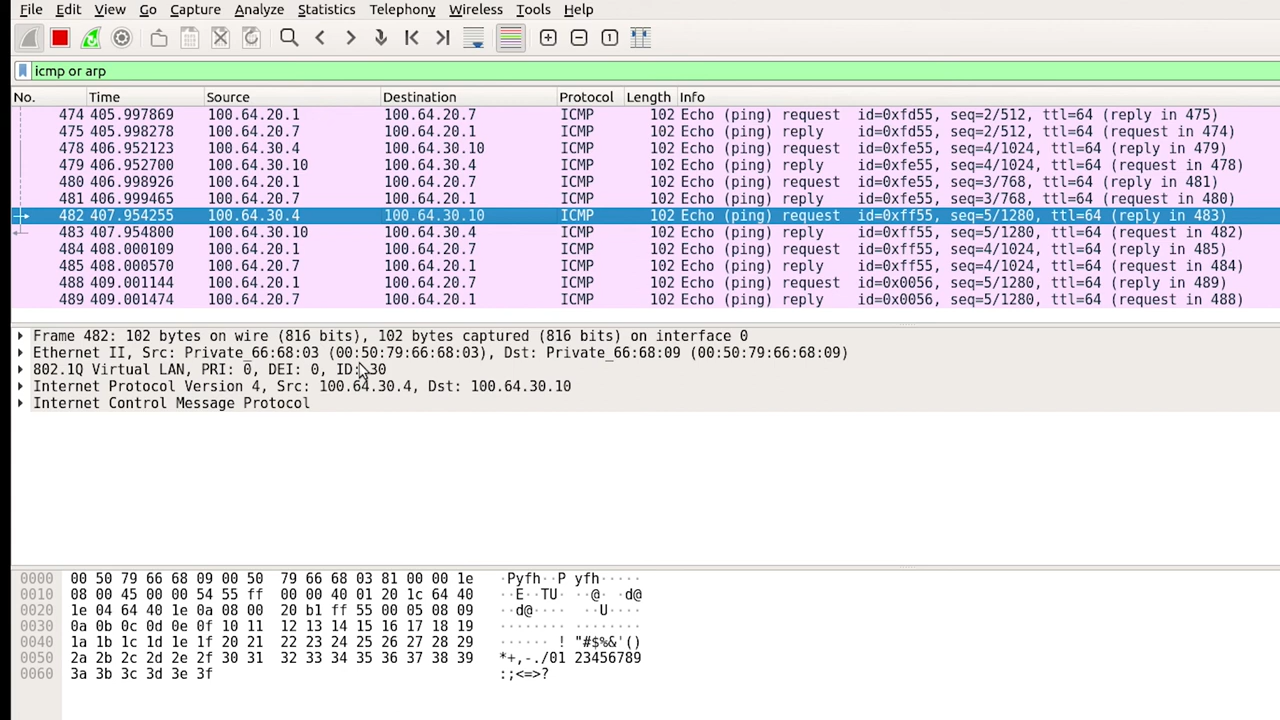 File Edit View Go Capture Analyze Statistics Telephony Wireless Tools Help
icmp or arp
No. Time Source Destination Protocol Length Info
474 405.997869 100.64.20.1 100.64.20.7 ICMP 102 Echo (ping) request id=0xfd55, seq=2/512, ttl=64 (reply in 475)
475 405.998278 100.64.20.7 100.64.20.1 ICMP 102 Echo (ping) reply id=0xfd55, seq=2/512, ttl=64 (request in 474)
478 406.952123 100.64.30.4 100.64.30.10 ICMP 102 Echo (ping) request id=0xfe55, seq=4/1024, ttl=64 (reply in 479)
479 406.952700 100.64.30.10 100.64.30.4 ICMP 102 Echo (ping) reply id=0xfe55, seq=4/1024, ttl=64 (request in 478)
480 406.998926 100.64.20.1 100.64.20.7 ICMP 102 Echo (ping) request id=0xfe55, seq=3/768, ttl=64 (reply in 481)
481 406.999465 100.64.20.7 100.64.20.1 ICMP 102 Echo (ping) reply id=0xfe55, seq=3/768, ttl=64 (request in 480)
482 407.954255 100.64.30.4 100.64.30.10 ICMP 102 Echo (ping) request id=0xff55, seq=5/1280, ttl=64 (reply in 483)
483 407.954800 100.64.30.10 100.64.30.4 ICMP 102 Echo (ping) reply id=0xff55, seq=5/1280, ttl=64 (request in 482)
484 408.000109 100.64.20.1 100.64.20.7 ICMP 102 Echo (ping) request id=0xff55, seq=4/1024, ttl=64 (reply in 485)
485 408.000570 100.64.20.7 100.64.20.1 ICMP 102 Echo (ping) reply id=0xff55, seq=4/1024, ttl=64 (request in 484)
488 409.001144 100.64.20.1 100.64.20.7 ICMP 102 Echo (ping) request id=0x0056, seq=5/1280, ttl=64 (reply in 489)
489 409.001474 100.64.20.7 100.64.20.1 ICMP 102 Echo (ping) reply id=0x0056, seq=5/1280, ttl=64 (request in 488)
Frame 482: 102 bytes on wire (816 bits), 102 bytes captured (816 bits) on interface 0
Ethernet II, Src: Private_66:68:03 (00:50:79:66:68:03), Dst: Private_66:68:09 (00:50:79:66:68:09)
802.1Q Virtual LAN, PRI: 0, DEI: 0, ID: 30
Internet Protocol Version 4, Src: 100.64.30.4, Dst: 100.64.30.10
Internet Control Message Protocol
0000 00 50 79 66 68 09 00 50 79 66 68 03 81 00 00 1e ·Pyfh··P yfh·····
0010 08 00 45 00 00 54 55 ff 00 00 40 01 20 1c 64 40 ··E··TU· ··@· ·d@
0020 1e 04 64 40 1e 0a 08 00 20 b1 ff 55 00 05 08 09 ··d@···· ··U····
0030 0a 0b 0c 0d 0e 0f 10 11 12 13 14 15 16 17 18 19 ········ ········
0040 1a 1b 1c 1d 1e 1f 20 21 22 23 24 25 26 27 28 29 ······ ! "#$%&'()
0050 2a 2b 2c 2d 2e 2f 30 31 32 33 34 35 36 37 38 39 *+,-./01 23456789
0060 3a 3b 3c 3d 3e 3f :;<=>?